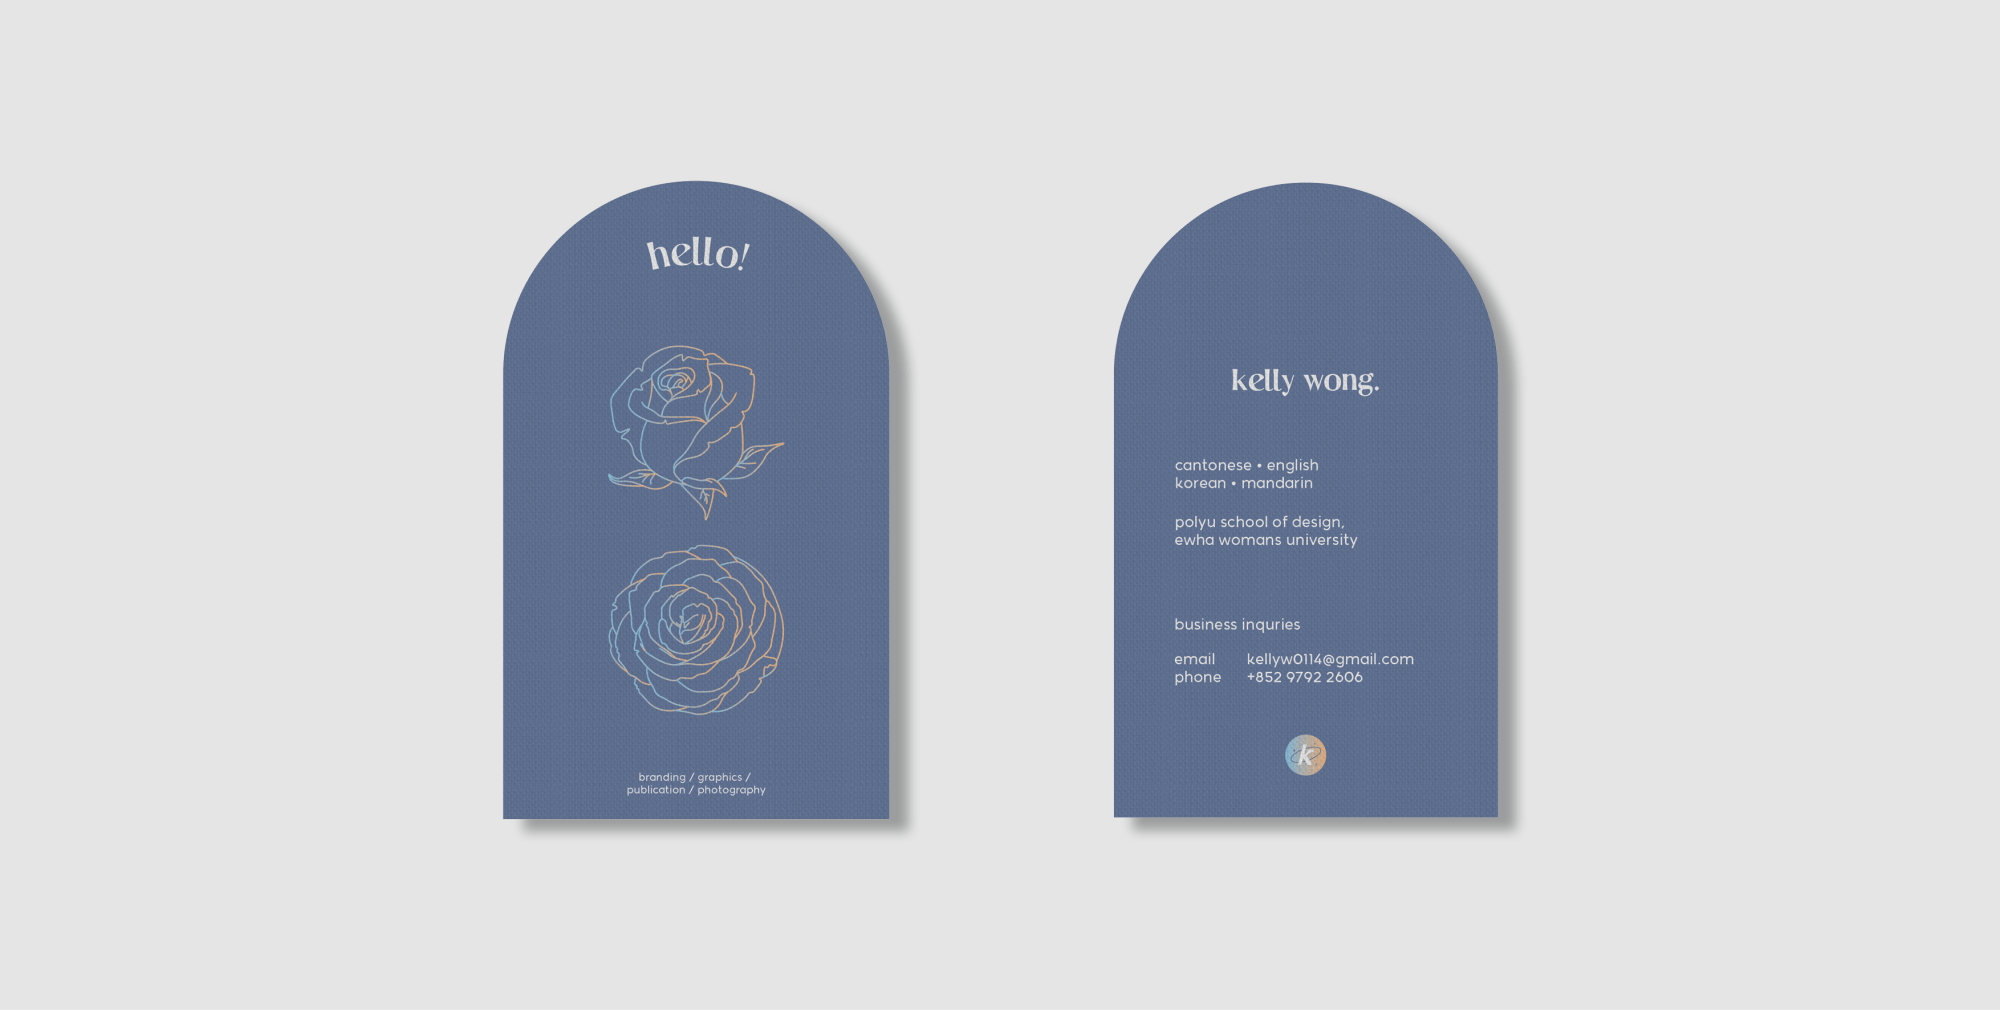 hello!
branding / graphics /
publication / photography
kelly wong.
cantonese • english
korean • mandarin
polyu school of design,
ewha womans university
business inquries
email kellyw0114@gmail.com
phone +852 9792 2606
k